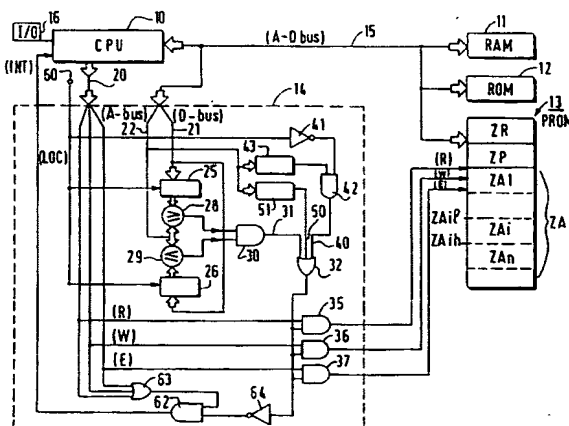 16
I/O
10
CPU
(A-D bus)
15
11
RAM
(INT)
60
20
14
12
ROM
(A-bus)
(D-bus)
22
21
41
13
PROM
ZR
ZP
ZA1
ZAiℓ
ZAi
ZAih
ZAn
ZA
(LOC)
43
42
(R)
(W)
(E)
25
51
28
≥
31
50
40
29
≤
30
32
26
(R)
35
(W)
36
(E)
37
63
62
64